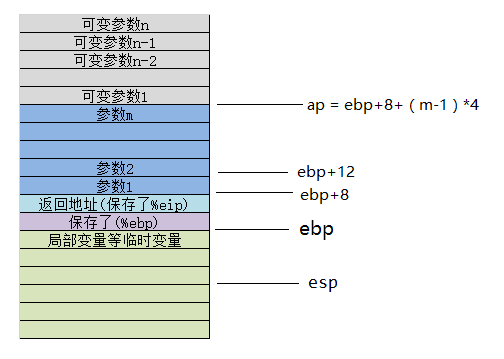 可变参数n
可变参数n-1
可变参数n-2
可变参数1
参数m
参数2
参数1
返回地址(保存了%eip)
保存了(%ebp)
局部变量等临时变量
ap = ebp+8+（m-1）*4
ebp+12
ebp+8
ebp
esp